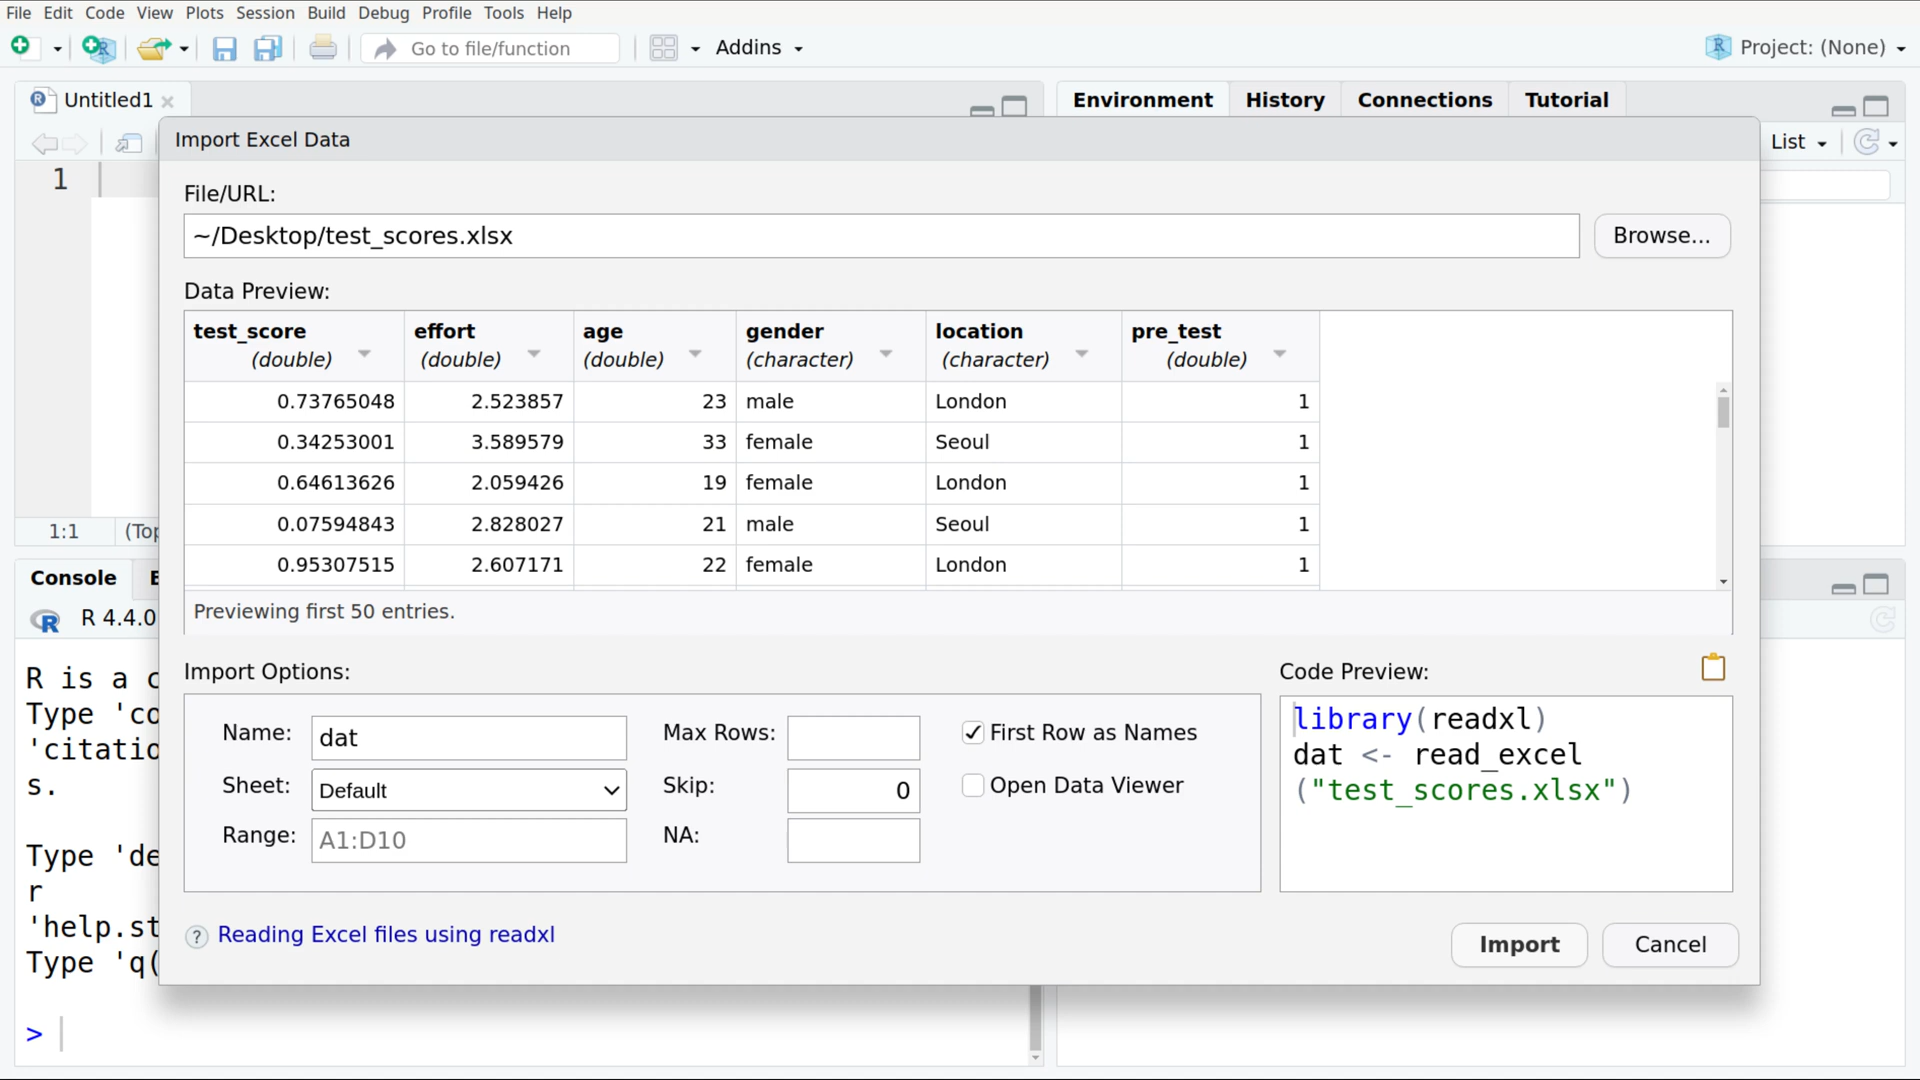 File Edit Code View Plots Session Build Debug Profile Tools Help
Go to file/function Addins Project: (None)
Untitled1 Environment History Connections Tutorial
Import Excel Data
List
1
File/URL:
~/Desktop/test_scores.xlsx Browse...
Data Preview:
test_score effort age gender location pre_test
(double) (double) (double) (character) (character) (double)
0.73765048 2.523857 23 male London 1
0.34253001 3.589579 33 female Seoul 1
0.64613626 2.059426 19 female London 1
0.07594843 2.828027 21 male Seoul 1
0.95307515 2.607171 22 female London 1
Previewing first 50 entries.
1:1 (Top
Console
R 4.4.0
Import Options: Code Preview:
Name: dat Max Rows: First Row as Names
Sheet: Default Skip: 0 Open Data Viewer
Range: A1:D10 NA:
library(readxl)
dat <- read_excel
("test_scores.xlsx")
Reading Excel files using readxl Import Cancel
R is a c
Type 'co
'citatio
s.
Type 'de
r
'help.st
Type 'q(
>